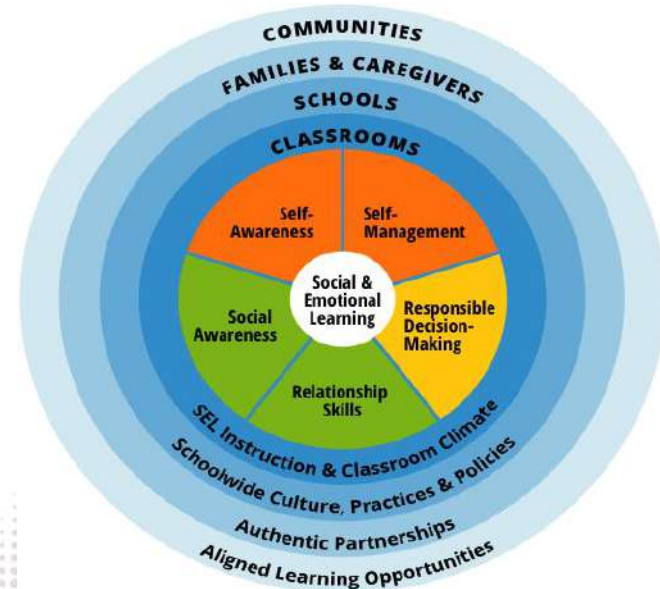 COMMUNITIES
FAMILIES & CAREGIVERS
SCHOOLS
CLASSROOMS
Self-
Awareness
Self-
Management
Social &
Emotional
Learning
Social
Awareness
Responsible
Decision-
Making
Relationship
Skills
SEL Instruction & Classroom Climate
Schoolwide Culture, Practices & Policies
Authentic Partnerships
Aligned Learning Opportunities